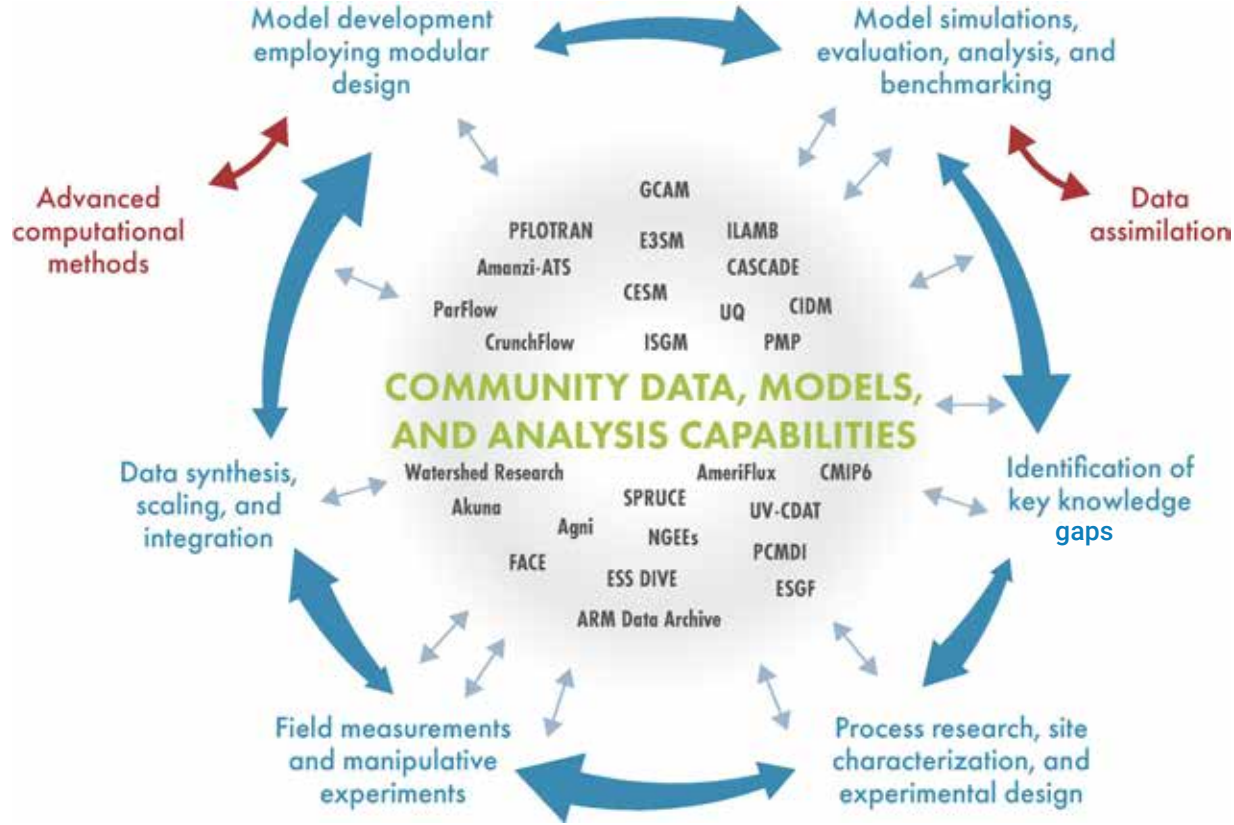 Model development
employing modular
design
Model simulations,
evaluation, analysis, and
benchmarking
Advanced
computational
methods
Data
assimilation
GCAM
PFLOTRAN
E3SM
ILAMB
Amanzi-ATS
CASCADE
CESM
ParFlow
UQ
CIDM
CrunchFlow
ISGM
PMP
COMMUNITY DATA, MODELS,
AND ANALYSIS CAPABILITIES
Data synthesis,
scaling, and
integration
Identification of
key knowledge
gaps
Watershed Research
AmeriFlux
CMIP6
Akuna
SPRUCE
UV-CDAT
Agni
NGEEs
FACE
PCMDI
ESS DIVE
ESGF
ARM Data Archive
Field measurements
and manipulative
experiments
Process research, site
characterization, and
experimental design